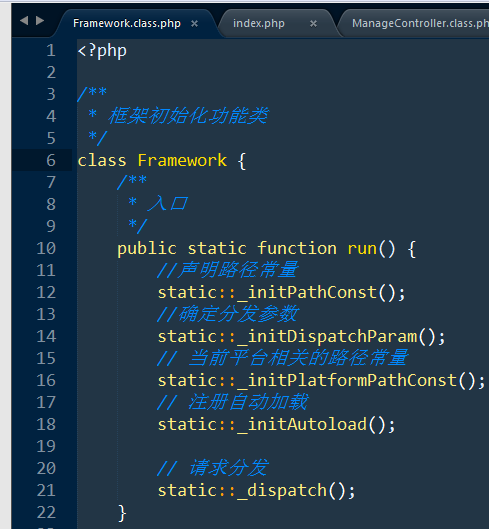 Framework.class.php × index.php × ManageController.class.ph
1 <?php
2
3 /**
4  * 框架初始化功能类
5  */
6 class Framework {
7     /**
8      * 入口
9      */
10     public static function run() {
11         //声明路径常量
12         static::_initPathConst();
13         //确定分发参数
14         static::_initDispatchParam();
15         // 当前平台相关的路径常量
16         static::_initPlatformPathConst();
17         // 注册自动加载
18         static::_initAutoload();
19
20         // 请求分发
21         static::_dispatch();
22     }